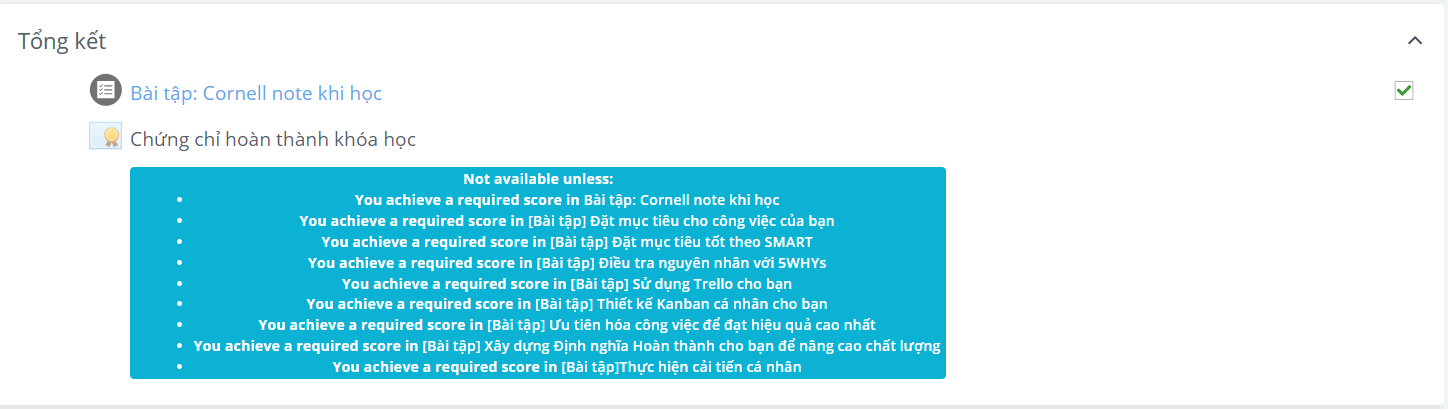 Tổng kết
Bài tập: Cornell note khi học
Chứng chỉ hoàn thành khóa học
Not available unless:
You achieve a required score in Bài tập: Cornell note khi học
You achieve a required score in [Bài tập] Đặt mục tiêu cho công việc của bạn
You achieve a required score in [Bài tập] Đặt mục tiêu tốt theo SMART
You achieve a required score in [Bài tập] Điều tra nguyên nhân với 5WHYs
You achieve a required score in [Bài tập] Sử dụng Trello cho bạn
You achieve a required score in [Bài tập] Thiết kế Kanban cá nhân cho bạn
You achieve a required score in [Bài tập] Ưu tiên hóa công việc để đạt hiệu quả cao nhất
You achieve a required score in [Bài tập] Xây dựng Định nghĩa Hoàn thành cho bạn để nâng cao chất lượng
You achieve a required score in [Bài tập]Thực hiện cải tiến cá nhân